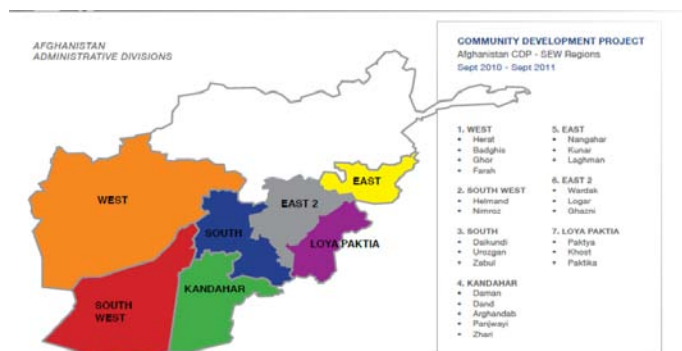 AFGHANISTAN
ADMINISTRATIVE DIVISIONS
WEST
EAST
EAST 2
SOUTH
LOYA PAKTIA
KANDAHAR
SOUTH
WEST
COMMUNITY DEVELOPMENT PROJECT
Afghanistan CDP - SEW Regions
Sept 2010 - Sept 2011
1. WEST
• Herat
• Badghis
• Ghor
• Farah
2. SOUTH WEST
• Helmand
• Nimroz
3. SOUTH
• Daikundi
• Urozgan
• Zabul
4. KANDAHAR
• Daman
• Dand
• Arghandab
• Panjwayi
• Zhari
5. EAST
• Nangahar
• Kunar
• Laghman
6. EAST 2
• Wardak
• Logar
• Ghazni
7. LOYA PAKTIA
• Paktya
• Khost
• Paktika